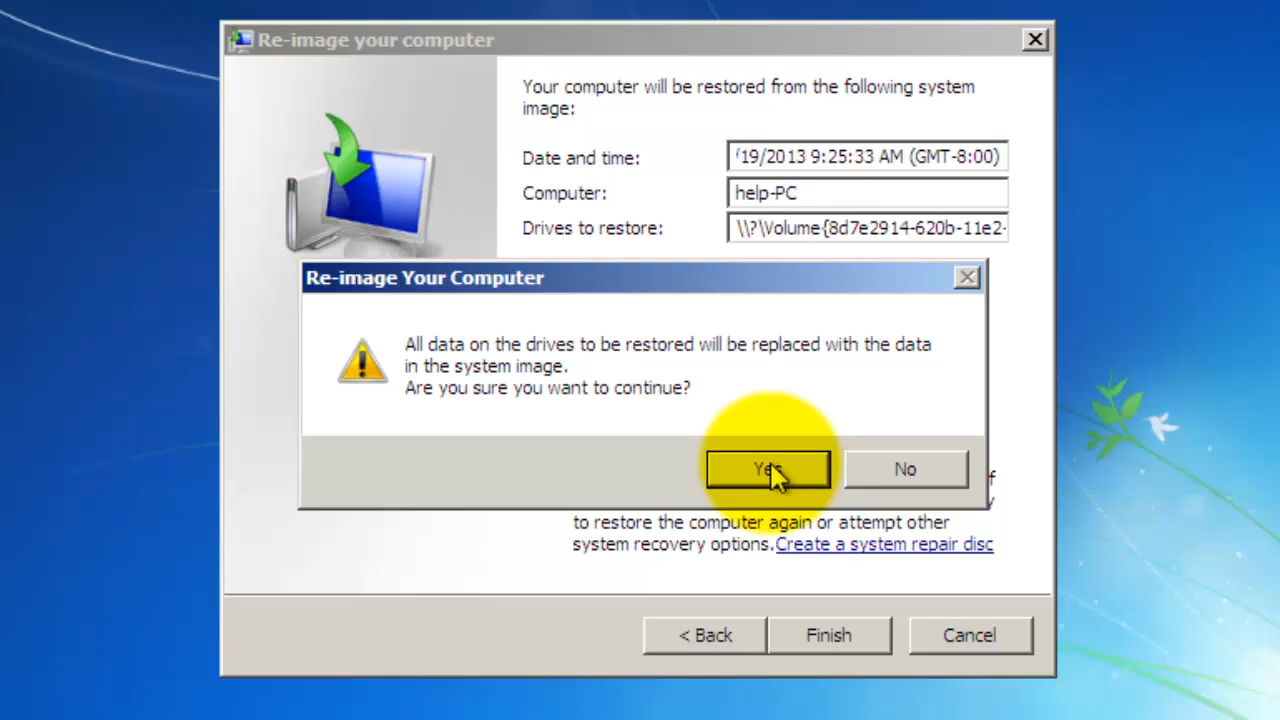 Re-image your computer
Your computer will be restored from the following system
image:
Date and time:
/19/2013 9:25:33 AM (GMT-8:00)
Computer:
help-PC
Drives to restore:
\\?\Volume{8d7e2914-620b-11e2-
Re-image Your Computer
All data on the drives to be restored will be replaced with the data
in the system image.
Are you sure you want to continue?
Yes
No
to restore the computer again or attempt other
system recovery options.Create a system repair disc
< Back
Finish
Cancel